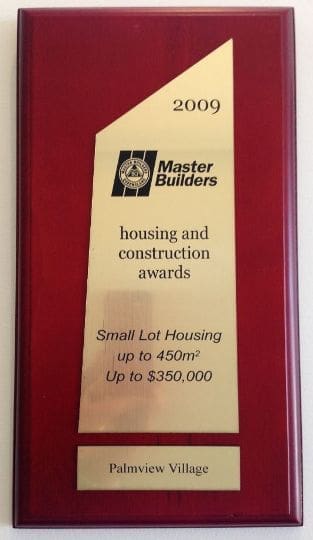 2009
Master
Builders
housing and
construction
awards
Small Lot Housing
up to 450m²
Up to $350,000
Palmview Village